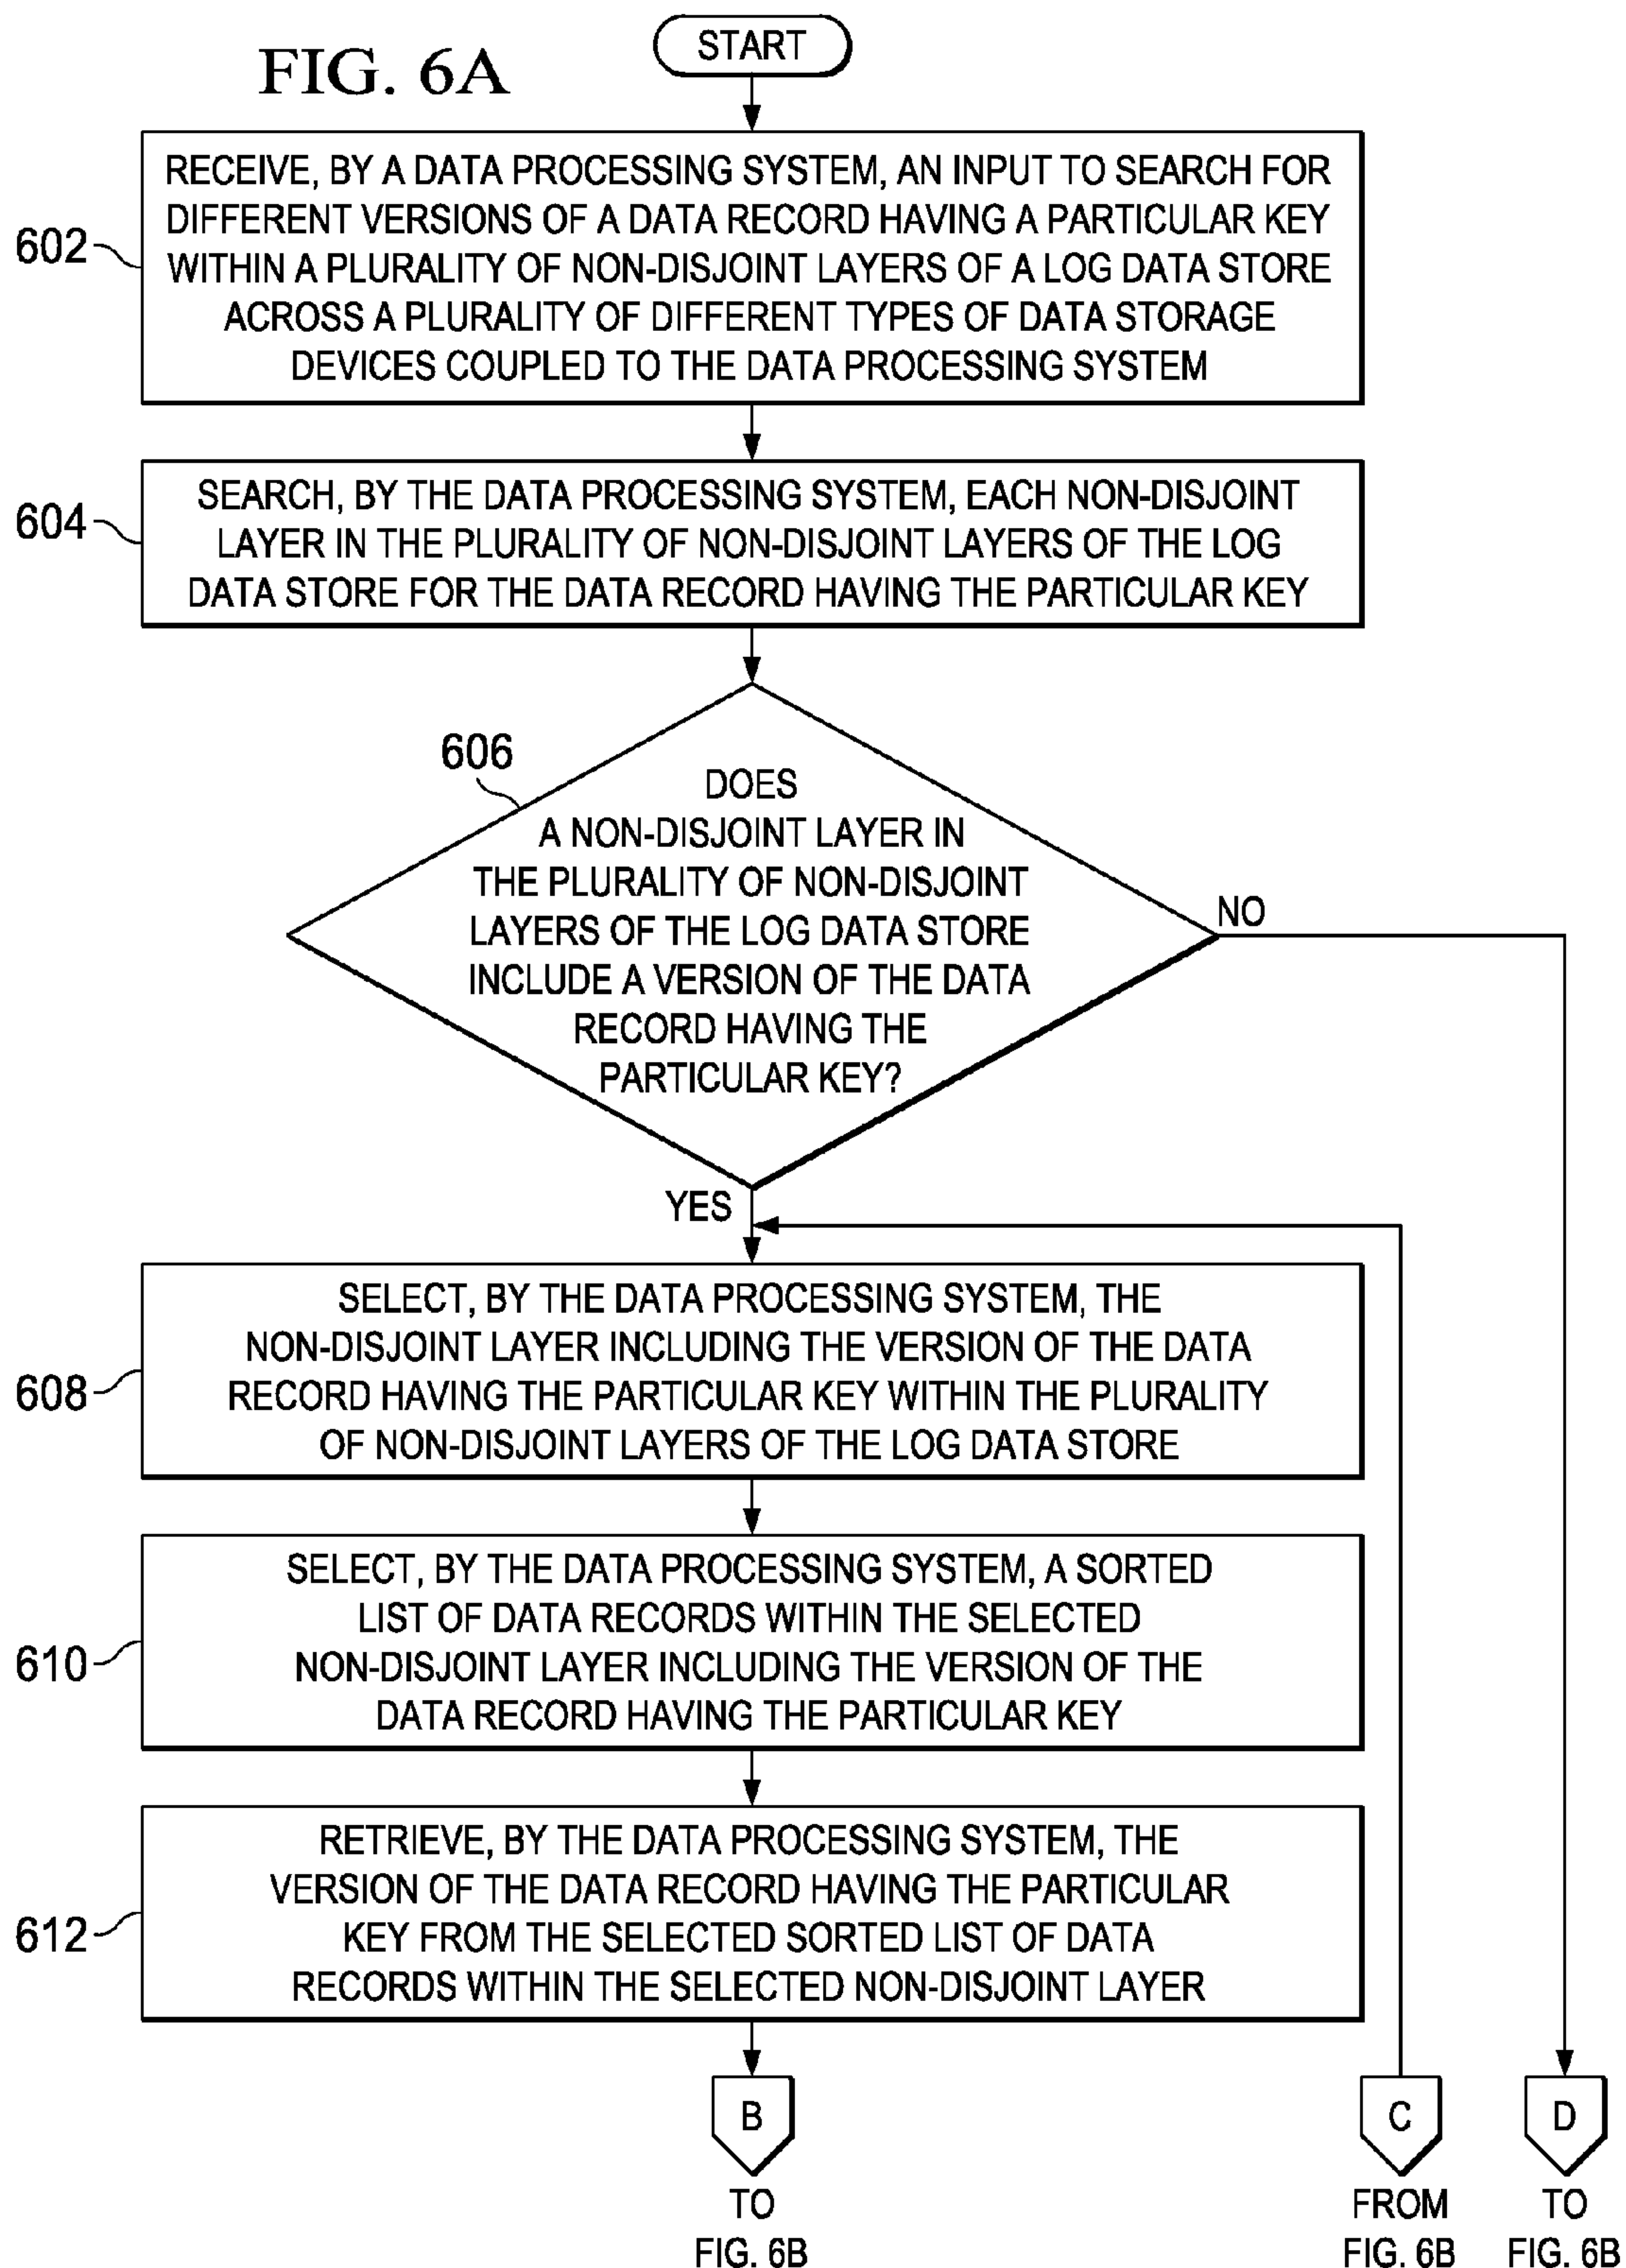 FIG. 6A
START
RECEIVE, BY A DATA PROCESSING SYSTEM, AN INPUT TO SEARCH FOR
DIFFERENT VERSIONS OF A DATA RECORD HAVING A PARTICULAR KEY
602
WITHIN A PLURALITY OF NON-DISJOINT LAYERS OF A LOG DATA STORE
ACROSS A PLURALITY OF DIFFERENT TYPES OF DATA STORAGE
DEVICES COUPLED TO THE DATA PROCESSING SYSTEM
SEARCH, BY THE DATA PROCESSING SYSTEM, EACH NON-DISJOINT
604
LAYER IN THE PLURALITY OF NON-DISJOINT LAYERS OF THE LOG
DATA STORE FOR THE DATA RECORD HAVING THE PARTICULAR KEY
606
DOES
A NON-DISJOINT LAYER IN
THE PLURALITY OF NON-DISJOINT
LAYERS OF THE LOG DATA STORE
INCLUDE A VERSION OF THE DATA
RECORD HAVING THE
PARTICULAR KEY?
NO
YES
SELECT, BY THE DATA PROCESSING SYSTEM, THE
NON-DISJOINT LAYER INCLUDING THE VERSION OF THE DATA
608
RECORD HAVING THE PARTICULAR KEY WITHIN THE PLURALITY
OF NON-DISJOINT LAYERS OF THE LOG DATA STORE
SELECT, BY THE DATA PROCESSING SYSTEM, A SORTED
LIST OF DATA RECORDS WITHIN THE SELECTED
610
NON-DISJOINT LAYER INCLUDING THE VERSION OF THE
DATA RECORD HAVING THE PARTICULAR KEY
RETRIEVE, BY THE DATA PROCESSING SYSTEM, THE
VERSION OF THE DATA RECORD HAVING THE PARTICULAR
612
KEY FROM THE SELECTED SORTED LIST OF DATA
RECORDS WITHIN THE SELECTED NON-DISJOINT LAYER
B
TO
FIG. 6B
C
FROM
FIG. 6B
D
TO
FIG. 6B